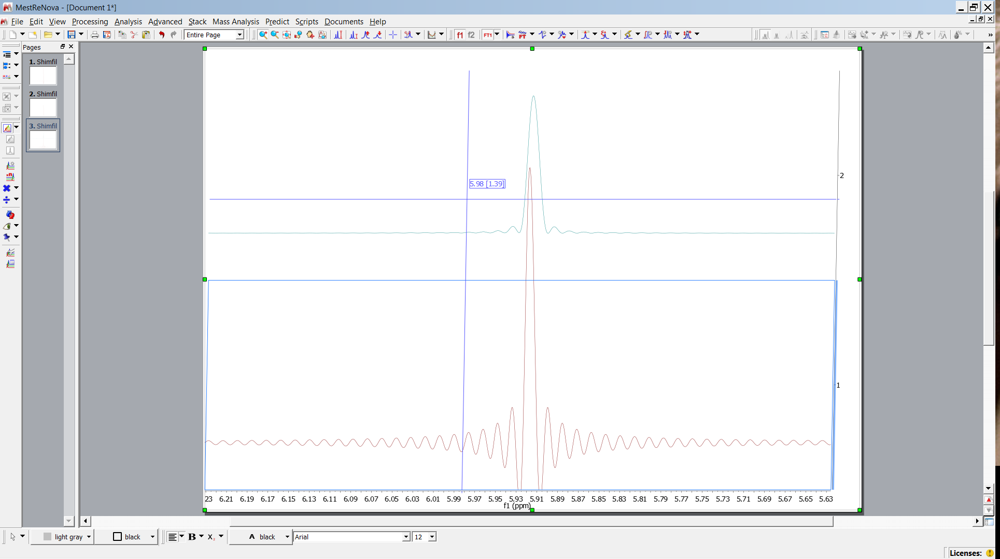 MestReNova - [Document 1*]
File Edit View Processing Analysis Advanced Stack Mass Analysis Predict Scripts Documents Help
Entire Page
f1 f2
FT1
Pages
1. Shimfil
2. Shimfil
3. Shimfil
2
5.98 [1.39]
1
23 6.21 6.19 6.17 6.15 6.13 6.11 6.09 6.07 6.05 6.03 6.01 5.99 5.97 5.95 5.93 5.91 5.89 5.87 5.85 5.83 5.81 5.79 5.77 5.75 5.73 5.71 5.69 5.67 5.65 5.63
f1 (ppm)
light gray
black
B
X2
A black
Arial
12
Licenses: